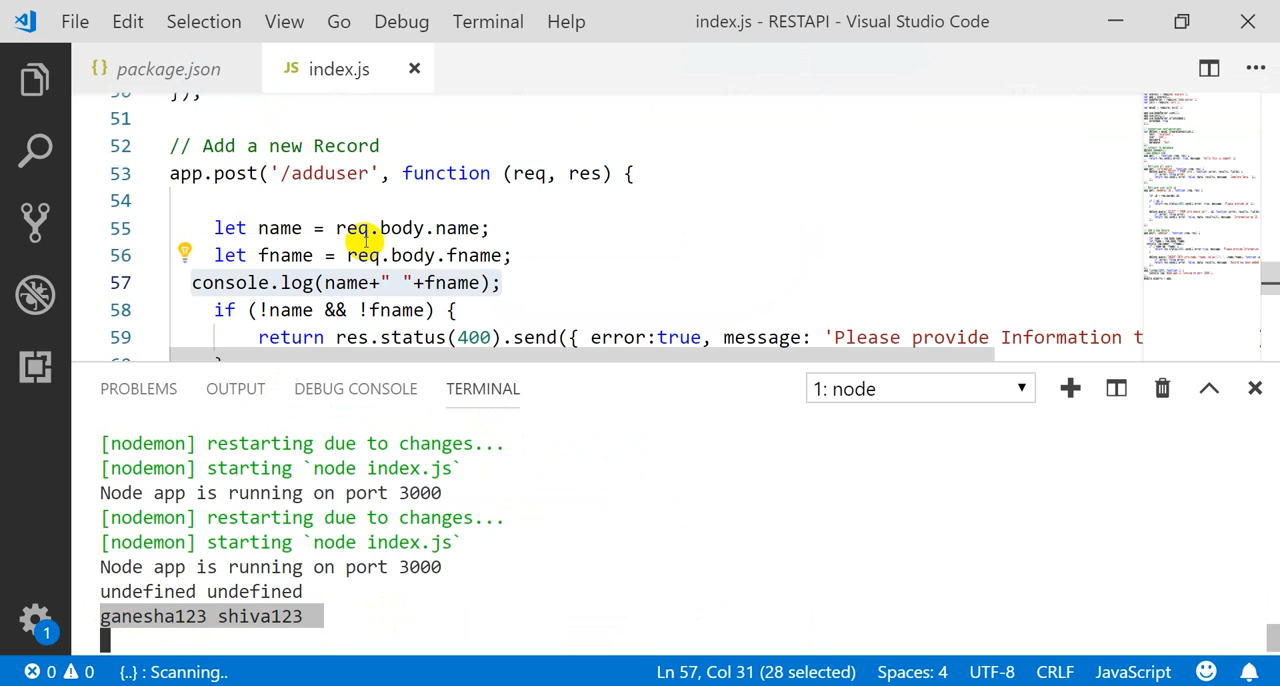 File Edit Selection View Go Debug Terminal Help index.js - RESTAPI - Visual Studio Code
{} package.json JS index.js
50 });
51
52 // Add a new Record
53 app.post('/adduser', function (req, res) {
54
55 let name = req.body.name;
56 let fname = req.body.fname;
57 console.log(name+" "+fname);
58 if (!name && !fname) {
59 return res.status(400).send({ error:true, message: 'Please provide Information t
PROBLEMS OUTPUT DEBUG CONSOLE TERMINAL 1: node
[nodemon] restarting due to changes...
[nodemon] starting `node index.js`
Node app is running on port 3000
[nodemon] restarting due to changes...
[nodemon] starting `node index.js`
Node app is running on port 3000
undefined undefined
ganesha123 shiva123
1
0 0 {..} : Scanning.. Ln 57, Col 31 (28 selected) Spaces: 4 UTF-8 CRLF JavaScript